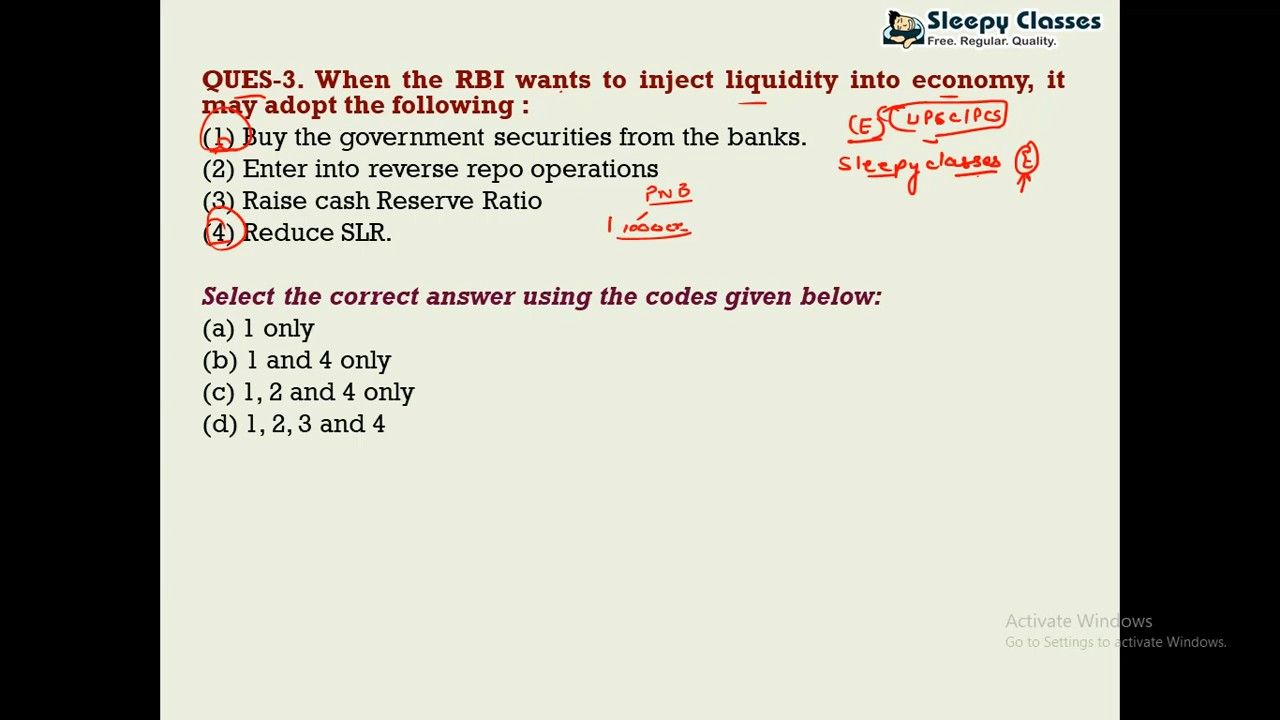 Sleepy Classes
Free. Regular. Quality.
QUES-3. When the RBI wants to inject liquidity into economy, it
may adopt the following :
(1) Buy the government securities from the banks.
(2) Enter into reverse repo operations
(3) Raise cash Reserve Ratio
(4) Reduce SLR.
(E) UPSC/PCS
Sleepy classes E
PNB
Select the correct answer using the codes given below:
(a) 1 only
(b) 1 and 4 only
(c) 1, 2 and 4 only
(d) 1, 2, 3 and 4
Activate Windows
Go to Settings to activate Windows.